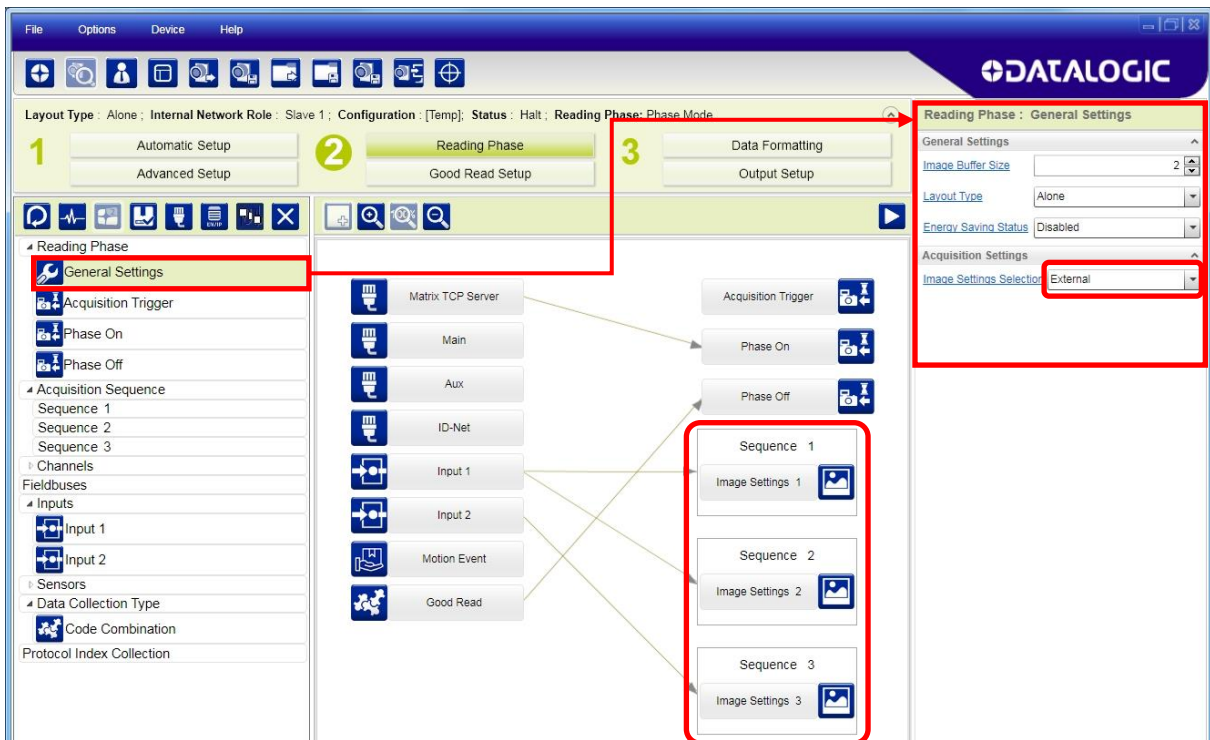 File Options Device Help
DATALOGIC
Layout Type : Alone ; Internal Network Role : Slave 1 ; Configuration : [Temp]; Status : Halt ; Reading Phase: Phase Mode
1
Automatic Setup
Advanced Setup
2
Reading Phase
Good Read Setup
3
Data Formatting
Output Setup
Reading Phase
General Settings
Acquisition Trigger
Phase On
Phase Off
Acquisition Sequence
Sequence 1
Sequence 2
Sequence 3
Channels
Fieldbuses
Inputs
Input 1
Input 2
Sensors
Data Collection Type
Code Combination
Protocol Index Collection
Matrix TCP Server
Main
Aux
ID-Net
Input 1
Input 2
Motion Event
Good Read
Acquisition Trigger
Phase On
Phase Off
Sequence 1
Image Settings 1
Sequence 2
Image Settings 2
Sequence 3
Image Settings 3
Reading Phase : General Settings
General Settings
Image Buffer Size 2
Layout Type Alone
Energy Saving Status Disabled
Acquisition Settings
Image Settings Selection External